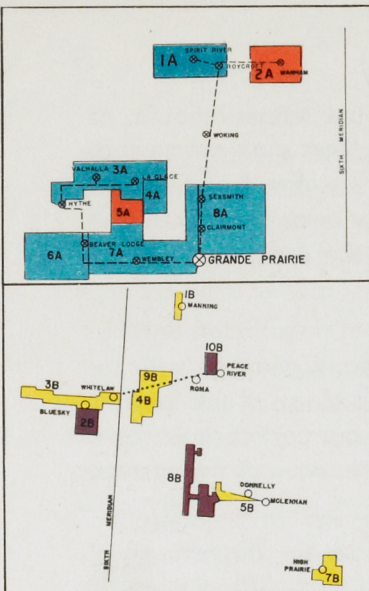 1A
SPIRIT RIVER
RYCROFT
2A
WANHAM
SIXTH MERIDIAN
WOKING
VALHALLA
3A
LA GLACE
4A
HYTHE
5A
SEXSMITH
8A
CLAIRMONT
BEAVER LODGE
6A
7A
WEMBLEY
GRANDE PRAIRIE
1B
MANNING
10B
PEACE
RIVER
9B
3B
WHITELAW
ROMA
4B
BLUESKY
2B
8B
DONNELLY
5B
MCLENNAN
SIXTH MERIDIAN
HIGH
PRAIRIE
7B